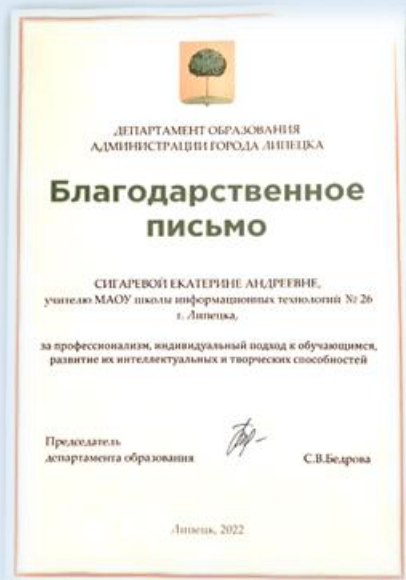 ДЕПАРТАМЕНТ ОБРАЗОВАНИЯ
АДМИНИСТРАЦИИ ГОРОДА ЛИПЕЦКА
Благодарственное
письмо
СИГАРЕВОЙ ЕКАТЕРИНЕ АНДРЕЕВНЕ,
учителю МАОУ школы информационных технологий № 26
г. Липецка,
за профессионализм, индивидуальный подход к обучающимся,
развитие их интеллектуальных и творческих способностей
Председатель
департамента образования С.В.Бедрова
Липецк, 2022